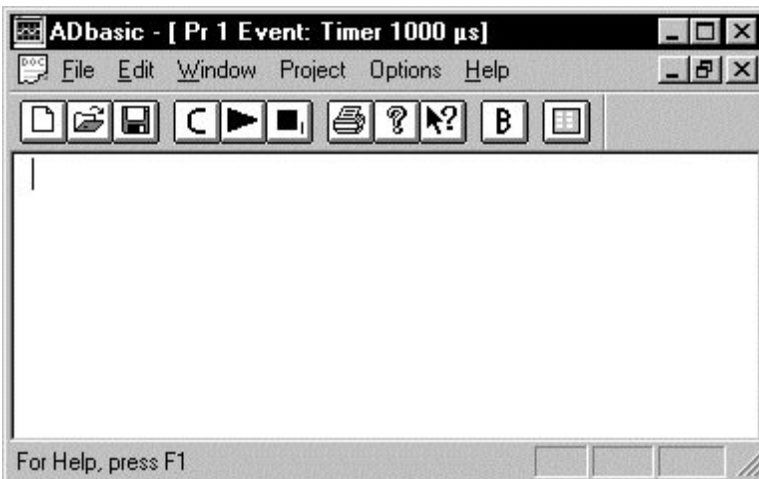 ADbasic - [ Pr 1 Event: Timer 1000 µs]
File Edit Window Project Options Help
C B
For Help, press F1